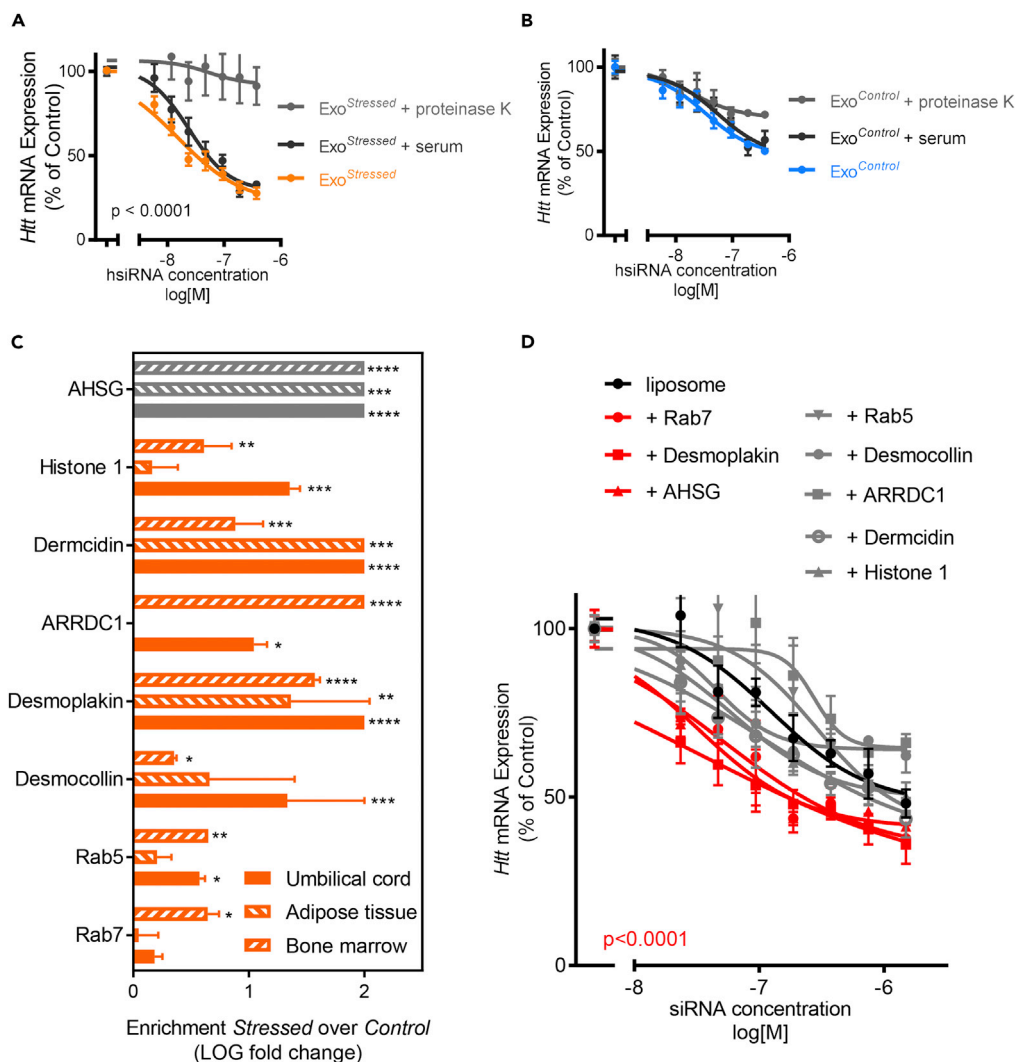 A
Htt mRNA Expression
(% of Control)
100
50
0
p < 0.0001
-8
-7
-6
hsiRNA concentration
log[M]
Exo^Stressed + proteinase K
Exo^Stressed + serum
Exo^Stressed
B
Htt mRNA Expression
(% of Control)
100
50
0
-8
-7
-6
hsiRNA concentration
log[M]
Exo^Control + proteinase K
Exo^Control + serum
Exo^Control
C
AHSG
****
***
****
Histone 1
**
***
Dermcidin
***
***
****
ARRDC1
****
*
Desmoplakin
****
**
****
Desmocollin
*
***
Rab5
**
*
Rab7
*
Umbilical cord
Adipose tissue
Bone marrow
0
1
2
Enrichment Stressed over Control
(LOG fold change)
D
liposome
+ Rab7
+ Desmoplakin
+ AHSG
+ Rab5
+ Desmocollin
+ ARRDC1
+ Dermcidin
+ Histone 1
Htt mRNA Expression
(% of Control)
100
50
0
p<0.0001
-8
-7
-6
siRNA concentration
log[M]